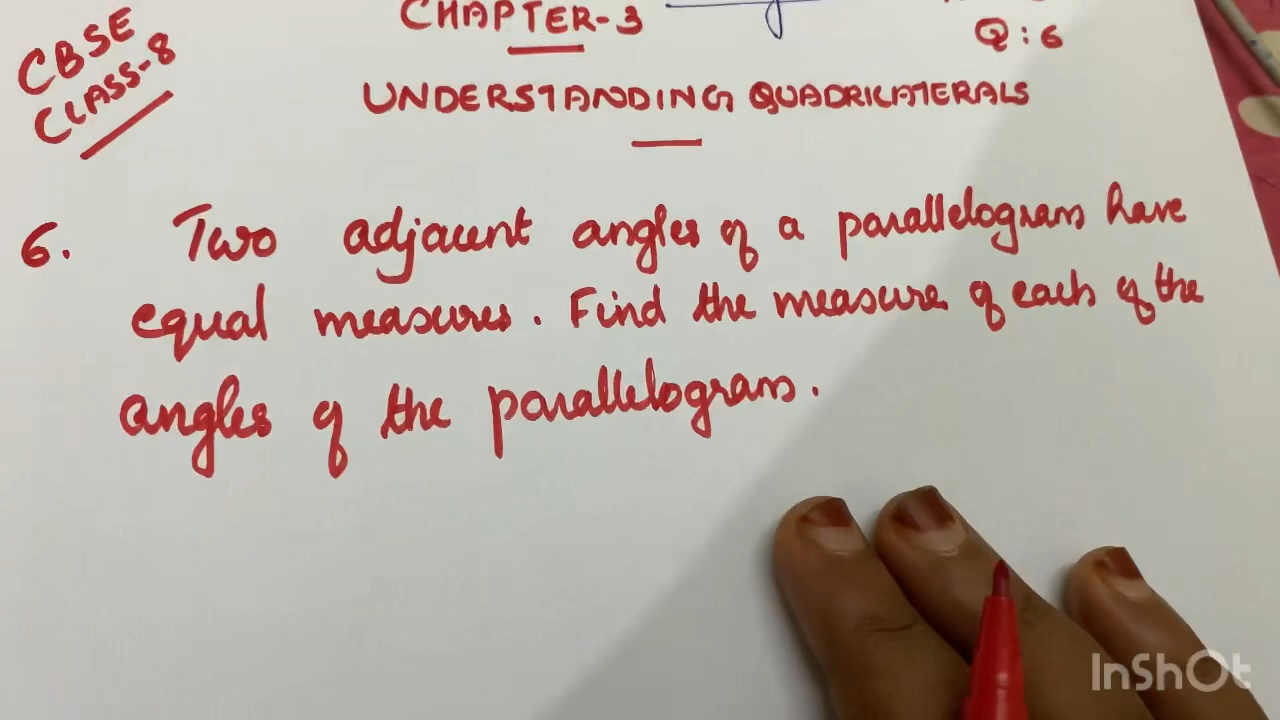 CBSE
CLASS-8
CHAPTER-3
Q:6
UNDERSTANDING QUADRILATERALS
6. Two adjacent angles of a parallelogram have
equal measures. Find the measure of each of the
angles of the parallelogram.
InShOt